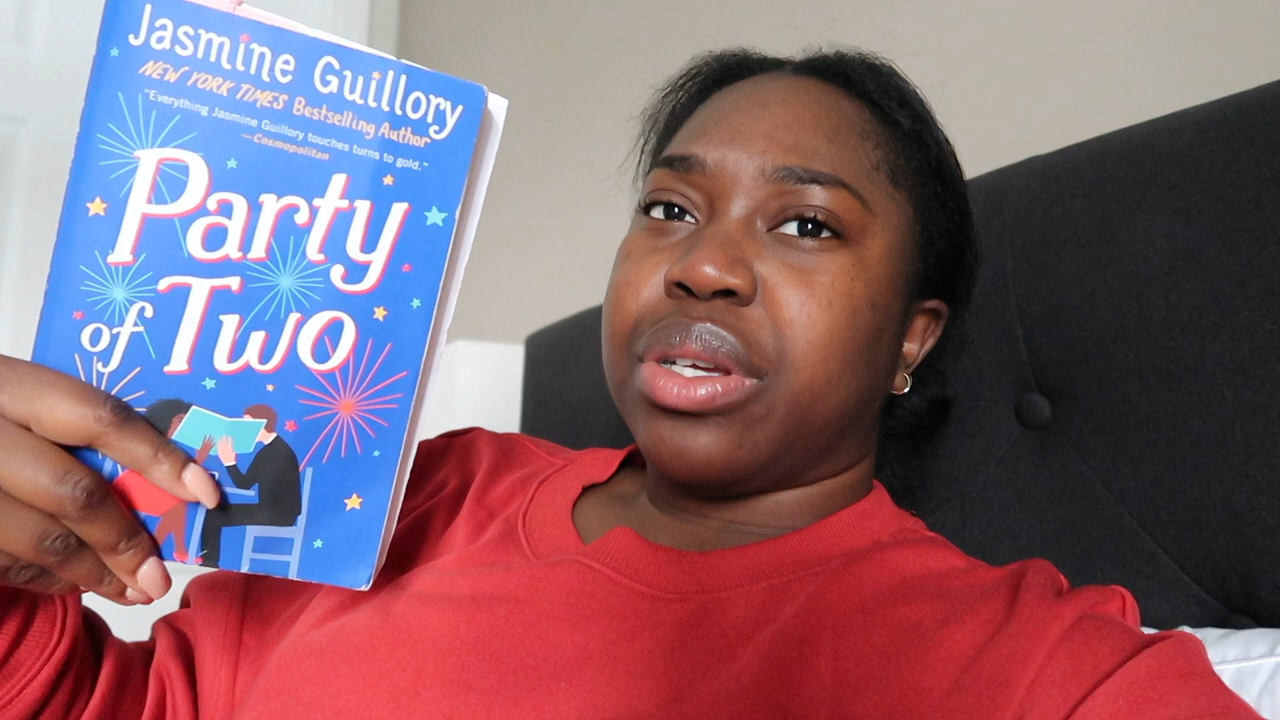 Jasmine Guillory
NEW YORK TIMES Bestselling Author
"Everything Jasmine Guillory touches turns to gold."
—Cosmopolitan
Party
of Two